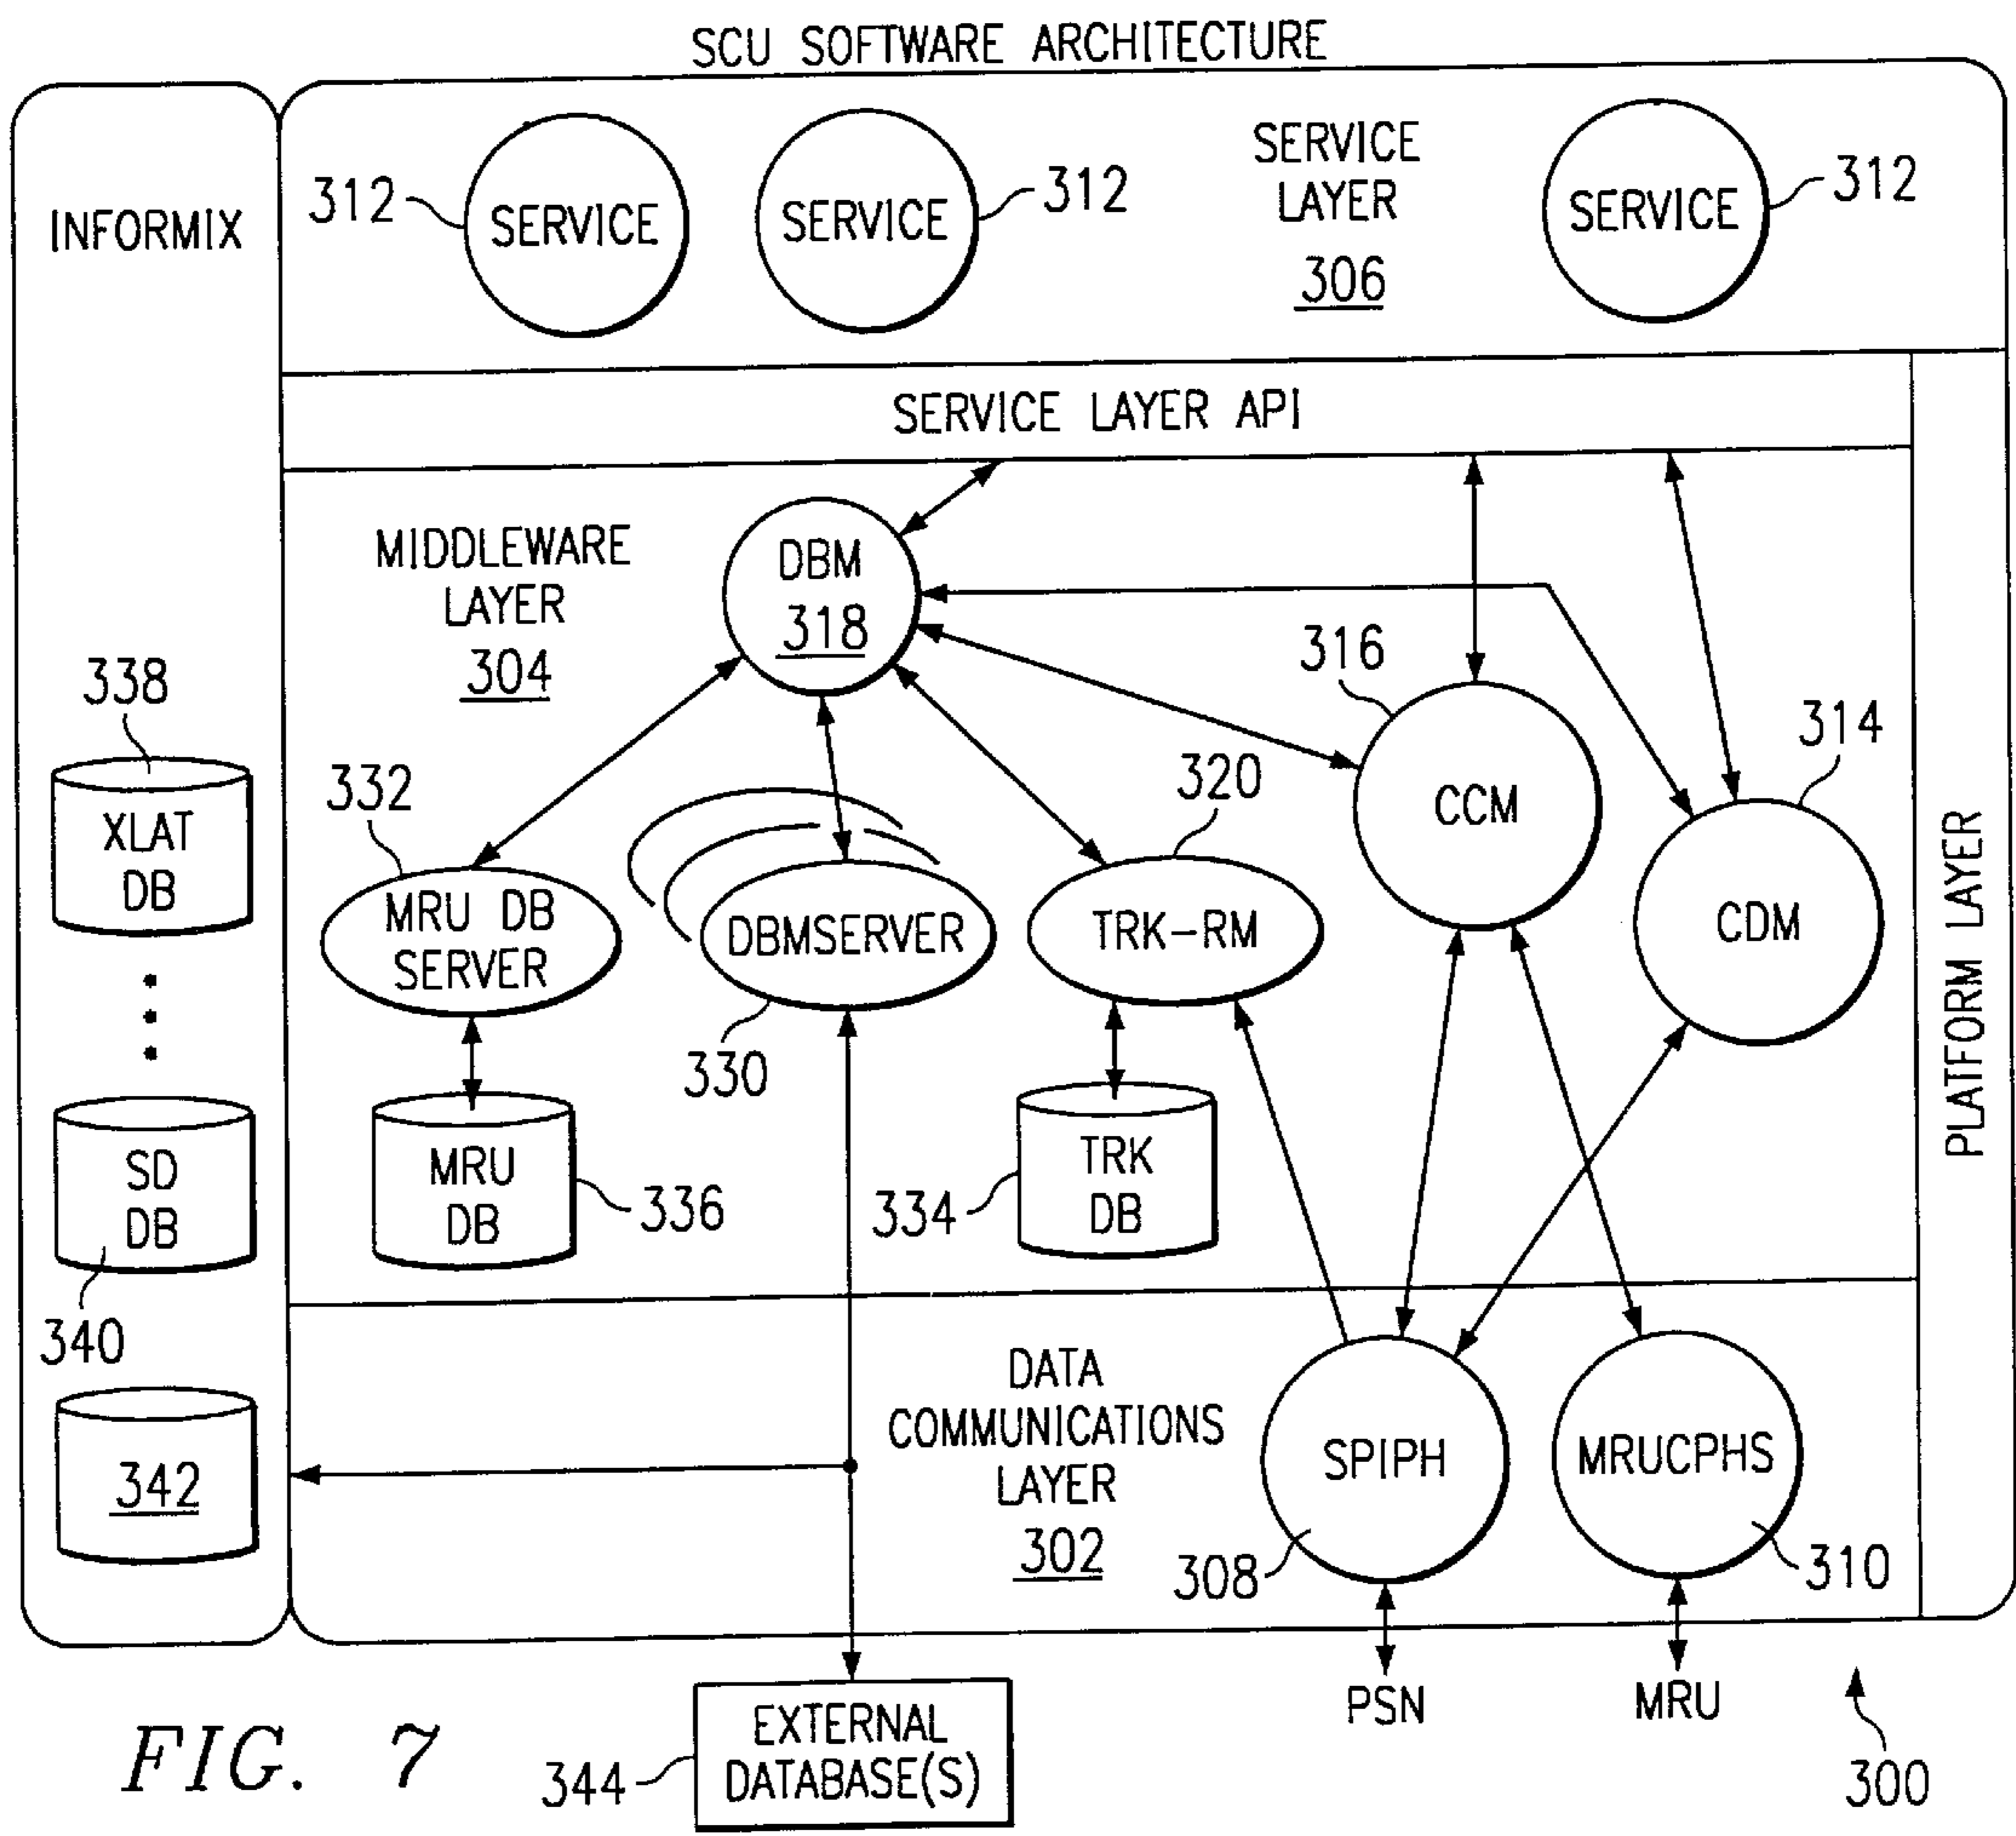 SCU SOFTWARE ARCHITECTURE
INFORMIX
312
SERVICE
SERVICE
312
SERVICE
LAYER
306
SERVICE
312
SERVICE LAYER API
MIDDLEWARE
LAYER
304
DBM
318
316
314
338
XLAT
DB
332
MRU DB
SERVER
DBMSERVER
330
320
TRK-RM
CCM
CDM
PLATFORM LAYER
SD
DB
340
MRU
DB
336
334
TRK
DB
342
DATA
COMMUNICATIONS
LAYER
302
SPIPH
308
MRUCPHS
310
PSN
MRU
300
EXTERNAL
DATABASE(S)
344
FIG. 7